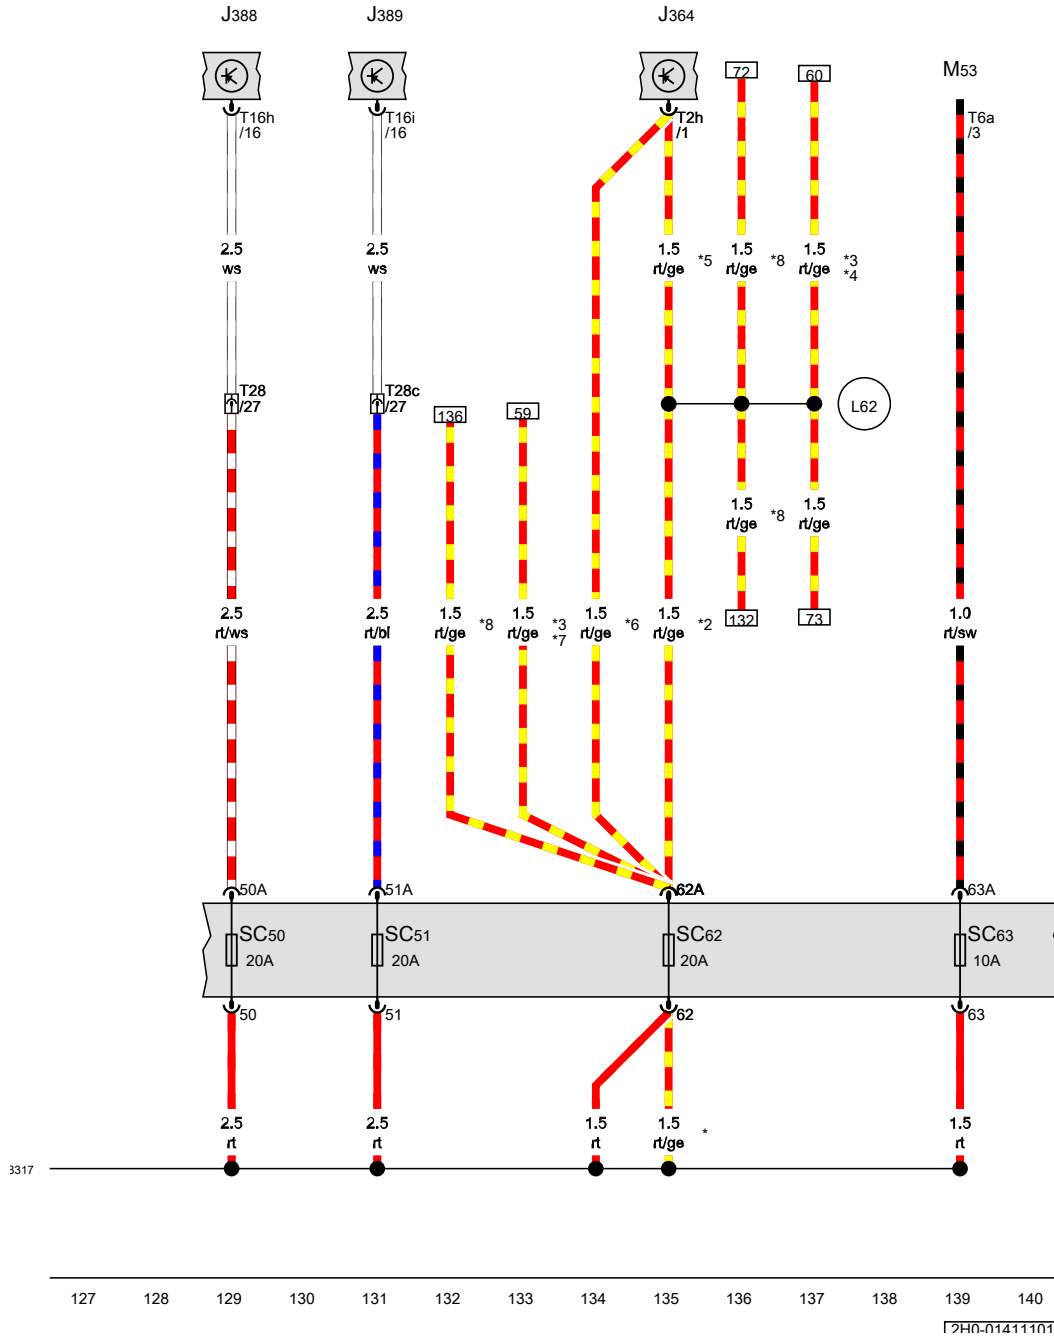 J388 J389 J364
72 60 M53
T16h /16
T16i /16
T2h /1
T6a /3
2.5 ws
2.5 ws
1.5 rt/ge *5
1.5 rt/ge *8
1.5 rt/ge *3 *4
T28 /27
T28c /27
136
59
L62
1.5 rt/ge *8
1.5 rt/ge
2.5 rt/ws
2.5 rt/bl
1.5 rt/ge *8
1.5 rt/ge *3 *7
1.5 rt/ge *6
1.5 rt/ge *2
132
73
1.0 rt/sw
50A 51A 62A 63A
SC50 20A
SC51 20A
SC62 20A
SC63 10A
50 51 62 63
2.5 rt
2.5 rt
1.5 rt
1.5 rt/ge *
1.5 rt
127 128 129 130 131 132 133 134 135 136 137 138 139 140
2H0-01411101